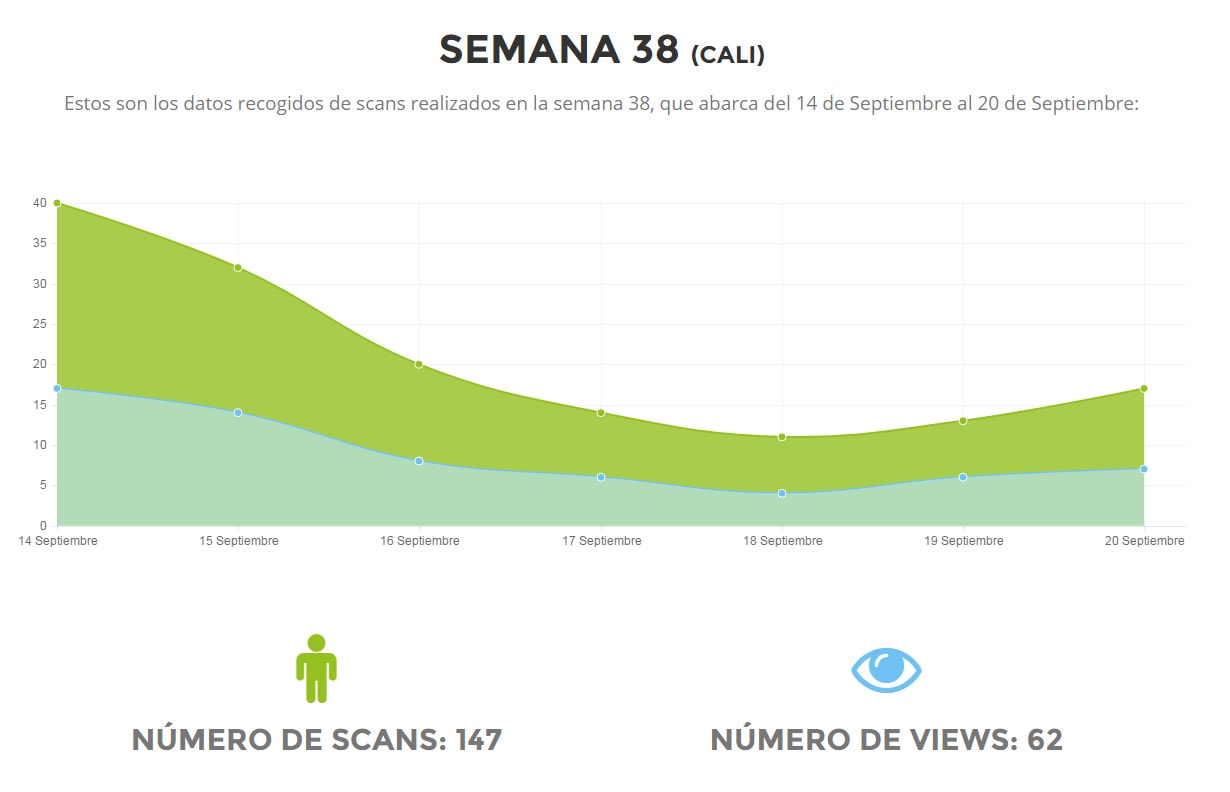 SEMANA 38 (CALI)
Estos son los datos recogidos de scans realizados en la semana 38, que abarca del 14 de Septiembre al 20 de Septiembre:
40
35
30
25
20
15
10
5
0
14 Septiembre 15 Septiembre 16 Septiembre 17 Septiembre 18 Septiembre 19 Septiembre 20 Septiembre
NÚMERO DE SCANS: 147 NÚMERO DE VIEWS: 62